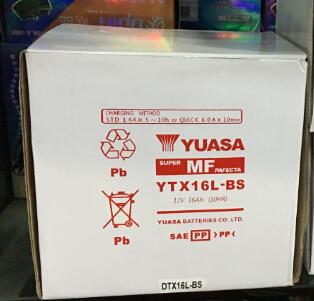 CHARGING METHOD
STD 1.4A×5~10h or QUICK 6.0A×1.0min
YUASA
SUPER MF PAFECTA
Pb
YTX16L-BS
12V 16Ah (10HR)
YUASA BATTERIES CO.,LTD.
Pb
SAE PP >PP<
DTX16L-BS